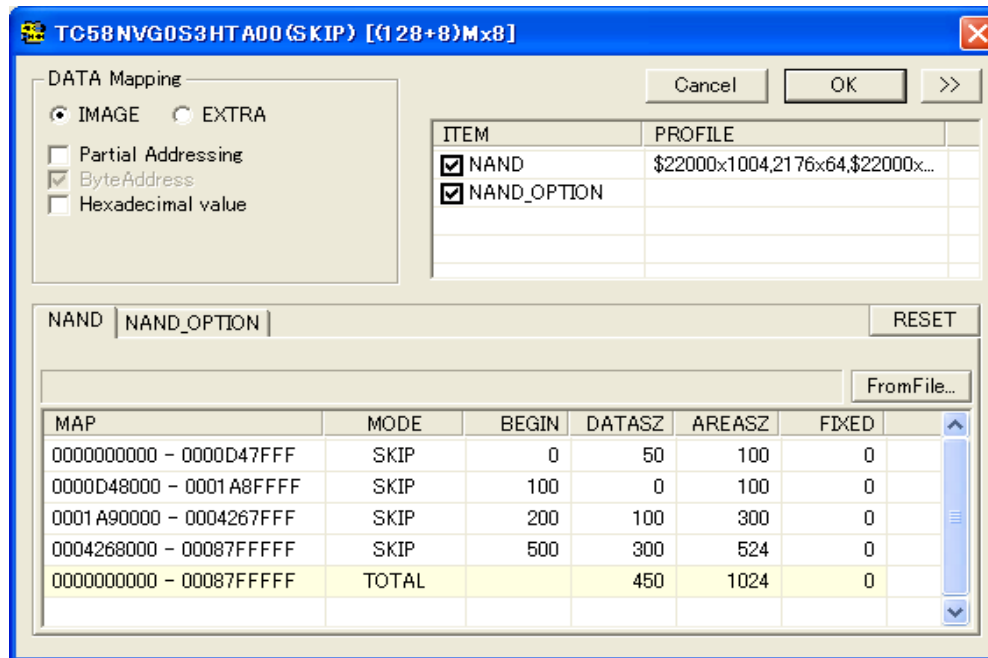 TC58NVG0S3HTA00(SKIP) [(128+8)Mx8]
DATA Mapping
IMAGE EXTRA
Partial Addressing
ByteAddress
Hexadecimal value
Cancel OK >>
ITEM PROFILE
NAND $22000x1004,2176x64,$22000x...
NAND_OPTION
NAND NAND_OPTION RESET
FromFile...
MAP MODE BEGIN DATASZ AREASZ FIXED
0000000000 - 0000D47FFF SKIP 0 50 100 0
0000D48000 - 0001A8FFFF SKIP 100 0 100 0
0001A90000 - 0004267FFF SKIP 200 100 300 0
0004268000 - 00087FFFFF SKIP 500 300 524 0
0000000000 - 00087FFFFF TOTAL 450 1024 0